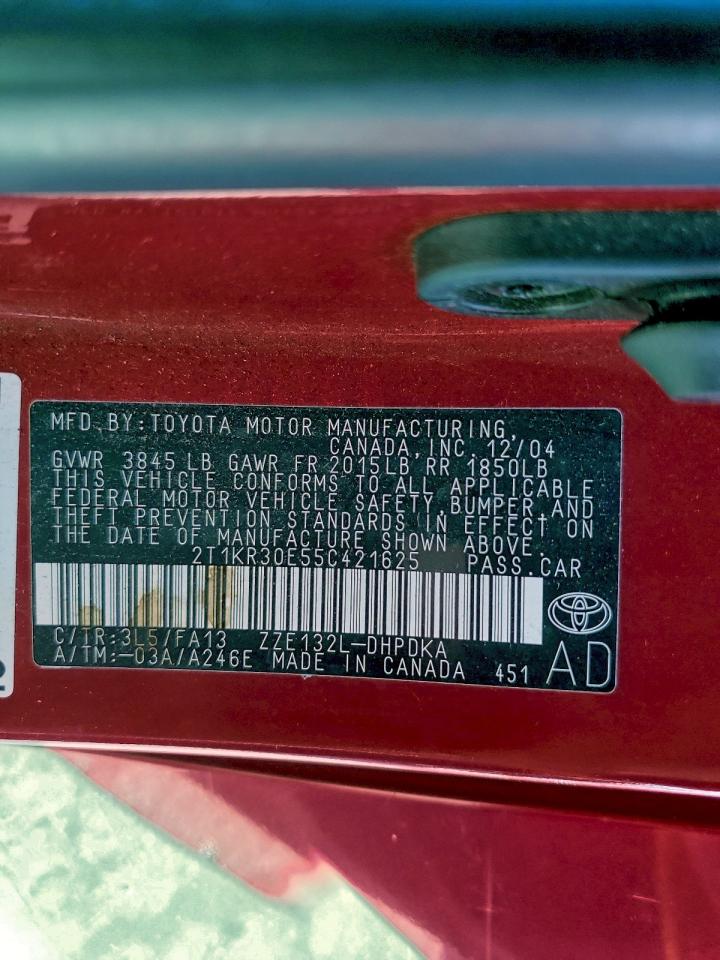 MFD.BY:TOYOTA MOTOR MANUFACTURING,
CANADA,INC. 12/04
GVWR 3845 LB GAWR FR 2015LB RR 1850LB
THIS VEHICLE CONFORMS TO ALL APPLICABLE
FEDERAL MOTOR VEHICLE SAFETY,BUMPER,AND
THEFT PREVENTION STANDARDS IN EFFECT ON
THE DATE OF MANUFACTURE SHOWN ABOVE.
2T1KR30E55C421625 PASS.CAR
C/TR:3L5/FA13 ZZE132L-DHPDKA
A/TM:-03A/A246E MADE IN CANADA 451 AD